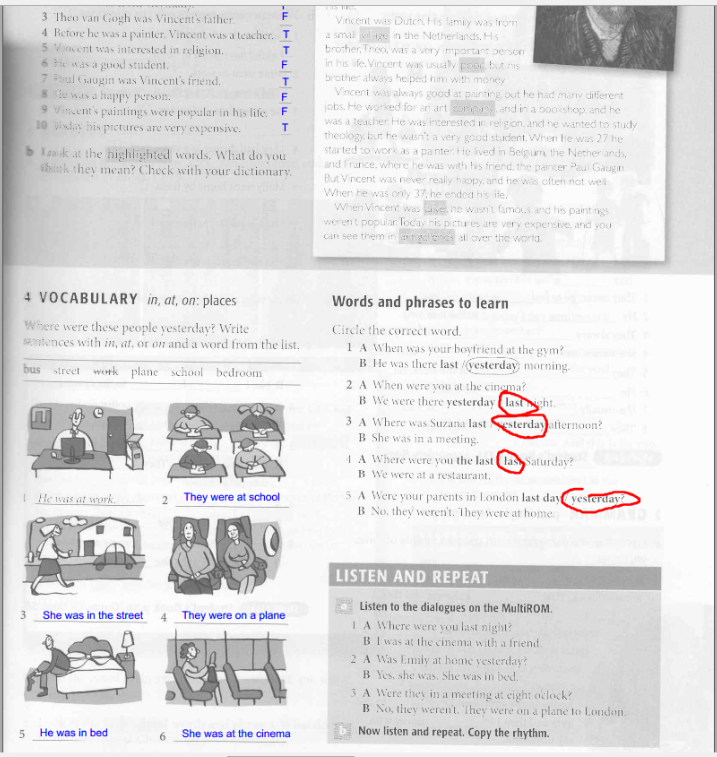 3 Theo van Gogh was Vincent's father. F
4 Before he was a painter, Vincent was a teacher. T
5 Vincent was interested in religion. T
6 He was a good student. F
7 Paul Gaugin was Vincent's friend. T
8 He was a happy person. F
9 Vincent's paintings were popular in his life. F
10 Today his pictures are very expensive. T
b Look at the highlighted words. What do you
think they mean? Check with your dictionary.
Vincent was Dutch. His family was from
a small village in the Netherlands. His
brother, Theo, was a very important person
in his life. Vincent was usually poor, but his
brother always helped him with money.
Vincent was always good at painting, but he had many different
jobs. He worked for an art company, and in a bookshop, and he
was a teacher. He was interested in religion, and he wanted to study
theology, but he wasn't a very good student. When he was 27 he
started to work as a painter. He lived in Belgium, the Netherlands,
and France, where he was with his friend, the painter Paul Gaugin.
But Vincent was never really happy, and he was often not well.
When he was only 37, he ended his life.
When Vincent was alive, he wasn't famous and his paintings
weren't popular. Today his pictures are very expensive, and you
can see them in art galleries all over the world.
4 VOCABULARY in, at, on: places
Where were these people yesterday? Write
sentences with in, at, or on and a word from the list.
bus street work plane school bedroom
1 He was at work.
2 They were at school
3 She was in the street
4 They were on a plane
5 He was in bed
6 She was at the cinema
Words and phrases to learn
Circle the correct word.
1 A When was your boyfriend at the gym?
B He was there last / yesterday morning.
2 A When were you at the cinema?
B We were there yesterday / last night.
3 A Where was Suzana last / yesterday afternoon?
B She was in a meeting.
4 A Where were you the last / last Saturday?
B We were at a restaurant.
5 A Were your parents in London last day / yesterday?
B No, they weren't. They were at home.
LISTEN AND REPEAT
a Listen to the dialogues on the MultiROM.
1 A Where were you last night?
B I was at the cinema with a friend.
2 A Was Emily at home yesterday?
B Yes, she was. She was in bed.
3 A Were they in a meeting at eight o'clock?
B No, they weren't. They were on a plane to London.
b Now listen and repeat. Copy the rhythm.